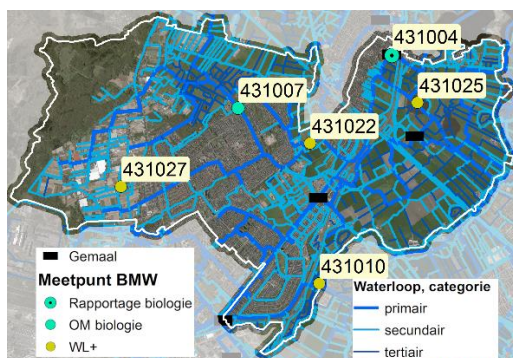 431004
431007
431025
431022
431027
431010
Gemaal
Meetpunt BMW
Rapportage biologie
OM biologie
WL+
Waterloop, categorie
primair
secundair
tertiair